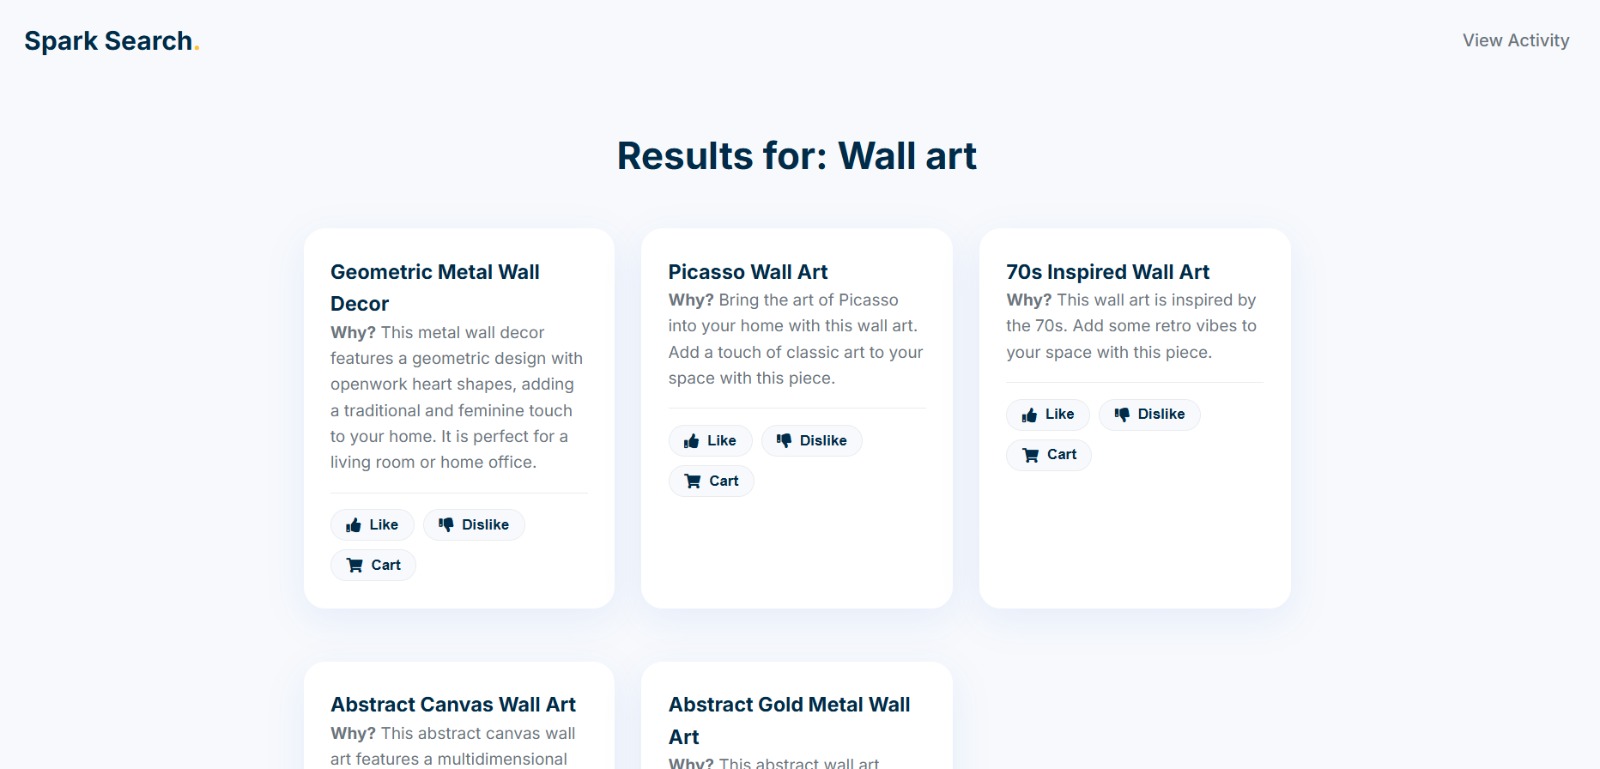 Spark Search.
View Activity
Results for: Wall art
Geometric Metal Wall
Decor
Why? This metal wall decor
features a geometric design with
openwork heart shapes, adding
a traditional and feminine touch
to your home. It is perfect for a
living room or home office.
Like
Dislike
Cart
Picasso Wall Art
Why? Bring the art of Picasso
into your home with this wall art.
Add a touch of classic art to your
space with this piece.
Like
Dislike
Cart
70s Inspired Wall Art
Why? This wall art is inspired by
the 70s. Add some retro vibes to
your space with this piece.
Like
Dislike
Cart
Abstract Canvas Wall Art
Why? This abstract canvas wall
art features a multidimensional
Abstract Gold Metal Wall
Art
Why? This abstract wall art